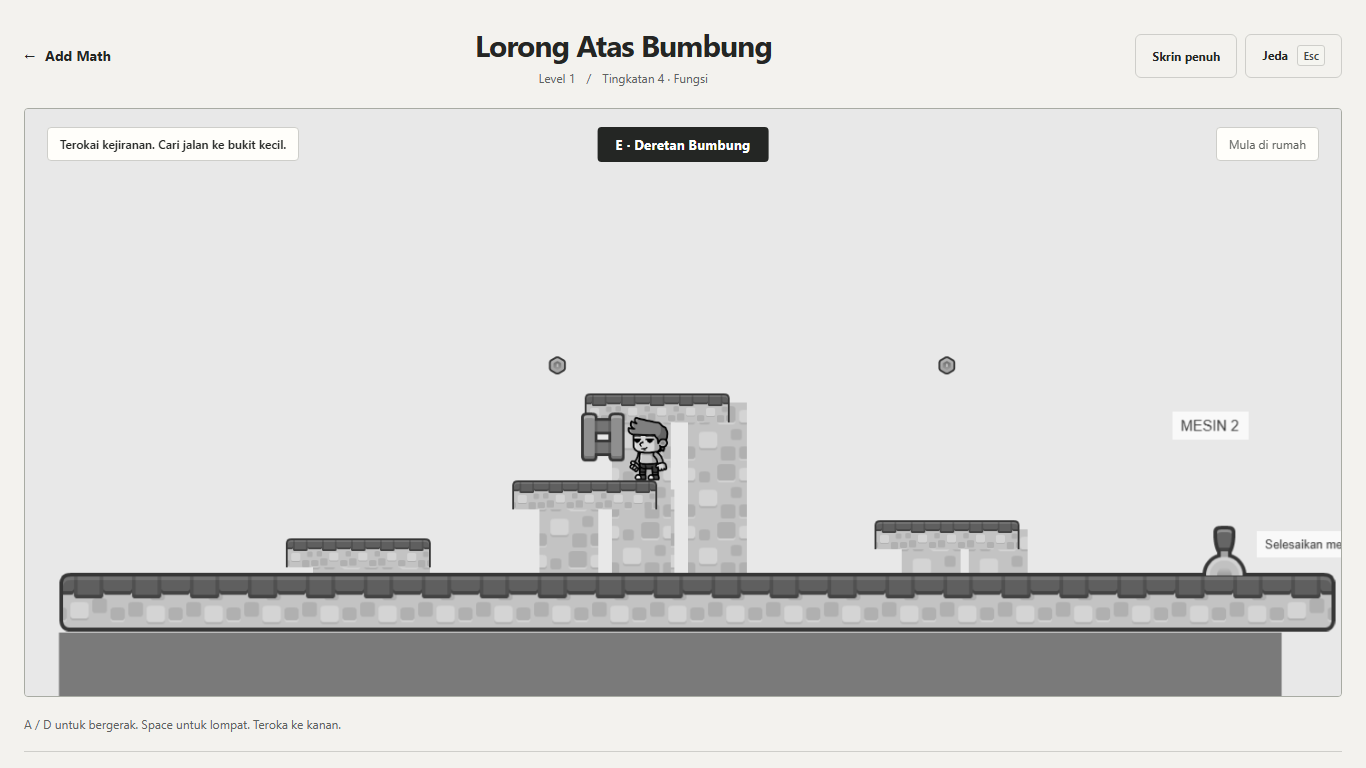 ← Add Math
Lorong Atas Bumbung
Level 1 / Tingkatan 4 · Fungsi
Skrin penuh
Jeda Esc
Terokai kejiranan. Cari jalan ke bukit kecil.
E · Deretan Bumbung
Mula di rumah
MESIN 2
Selesaikan me
A / D untuk bergerak. Space untuk lompat. Teroka ke kanan.